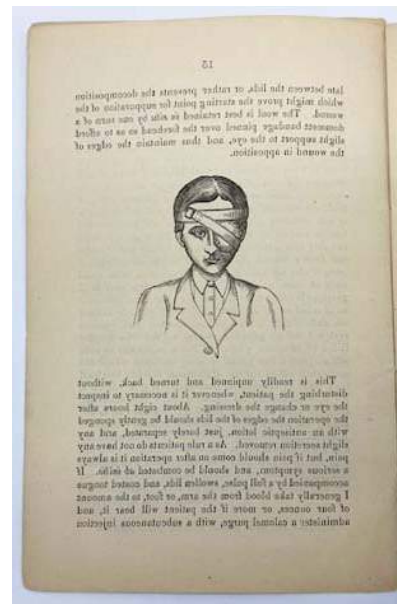 15
late between the lids, or rather prevents the decomposition
which might prove the starting point for suppuration of the
wound. The wool is best retained in situ by one turn of a
document bandage pinned over the forehead so as to afford
slight support to the eye, and thus maintain the edges of
the wound in apposition.
This is readily unpinned and turned back, without
disturbing the patient, whenever it is necessary to inspect
the eye or change the dressing. About eight hours after
the operation the edges of the lids should be gently sponged
with an antiseptic lotion, just barely separated, and any
slight secretion removed. As a rule patients do not have any
pain, but if pain should come on after operation it is always
a serious symptom, and should be combated ab initio. If
accompanied by a full pulse, swollen lids, and coated tongue
I generally take blood from the arm, or foot, to the amount
of four ounces, or more if the patient will bear it, and
administer a calomel purge, with a subcutaneous injection